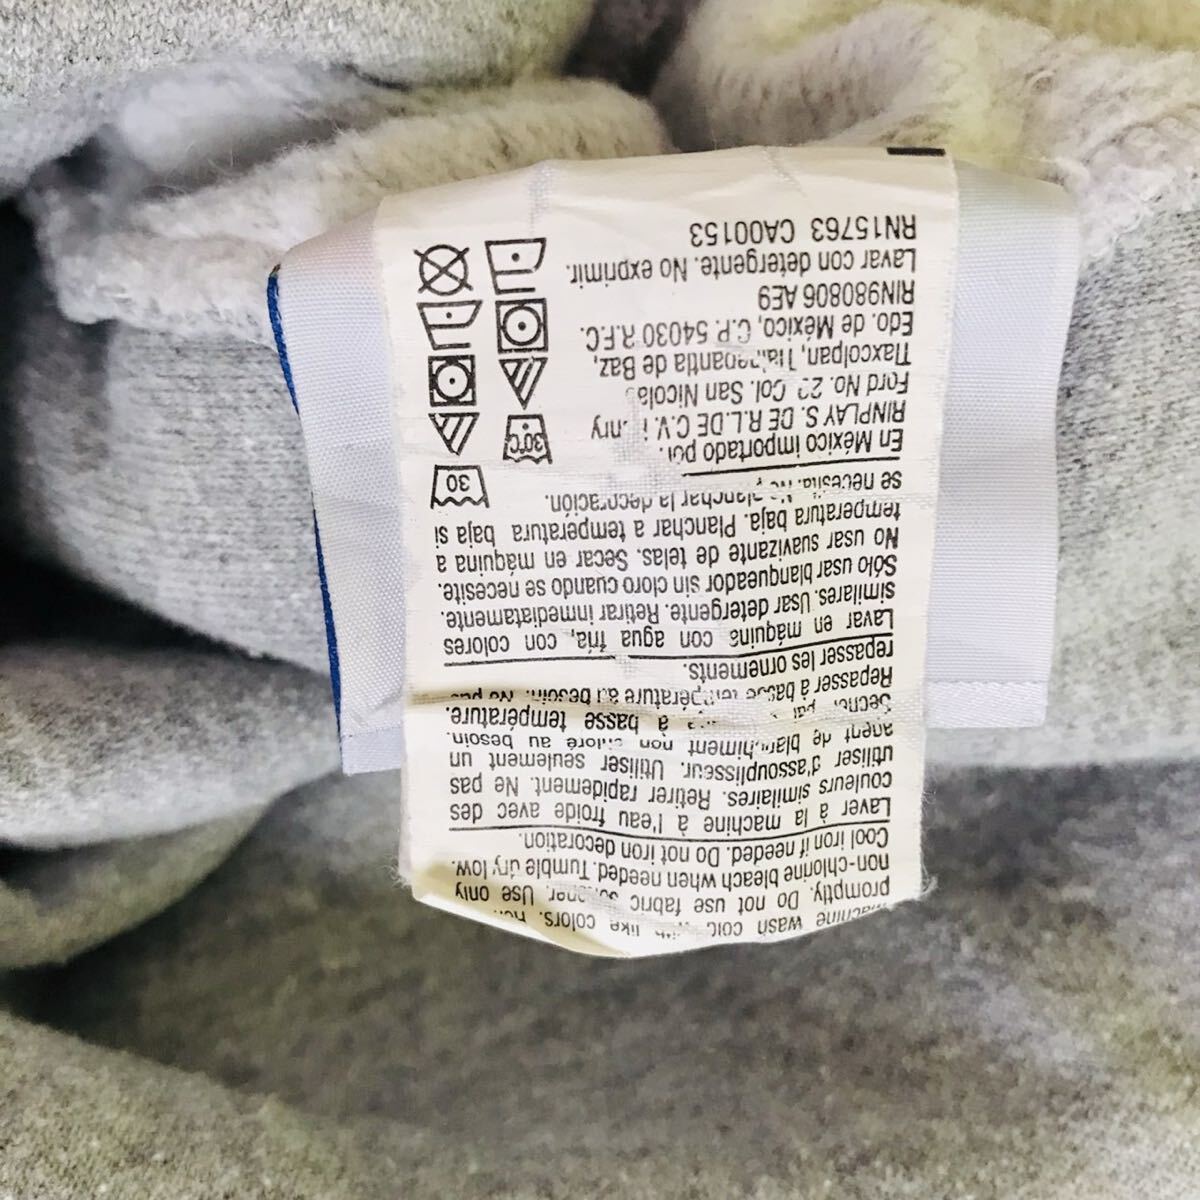 wash with like colors.
promptly. Do not use fabric softener. Use only
non-chlorine bleach when needed. Tumble dry low.
Cool iron if needed. Do not iron decoration.
Laver à la machine à l'eau froide avec des
couleurs similaires. Retirer rapidement. Ne pas
utiliser d'assouplisseur. Utiliser seulement un
agent de blanchiment non au besoin.
à basse température.
Repasser à basse température au besoin. Ne pas
repasser les ornements.
Lavar en máquina con agua fría, con colores
similares. Usar detergente. Retirar inmediatamente.
Sólo usar blanqueador sin cloro cuando se necesite.
No usar suavizante de telas. Secar en máquina a
temperatura baja. Planchar a temperatura baja si
se necesita. planchar la decoración.
En México importado por:
RINPLAY S. DE R.L. DE C.V.
Ford No. Col. San Nicolas
Tlaxcolpan, de Baz,
Edo. de México, C.P. 54030 R.F.C.
RIN980806 AE9
Lavar con detergente. No exprimir.
RN15763 CA00153
30
30°C